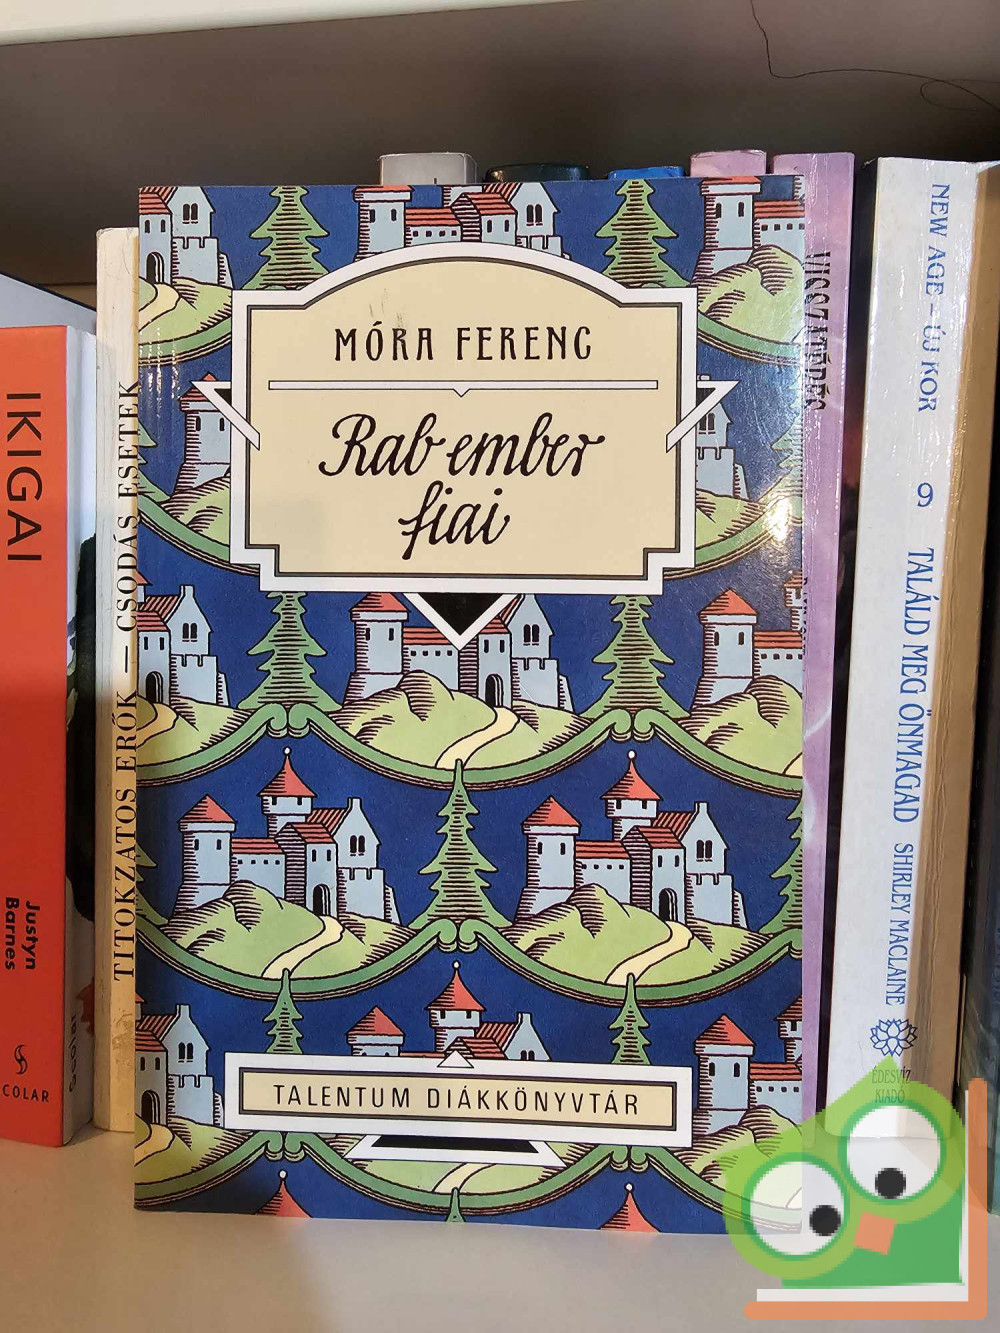 MÓRA FERENC
Rab ember
fiai
TALENTUM DIÁKKÖNYVTÁR
IKIGAI
Justyn
Barnes
COLAR
TITOKZATOS ERŐK — CSODÁS ESETEK
NEW AGE - ÚJ KOR
9
TALÁLD MEG ÖNMAGAD
SHIRLEY MACLAINE
ÉDESVÍZ
KIADÓ